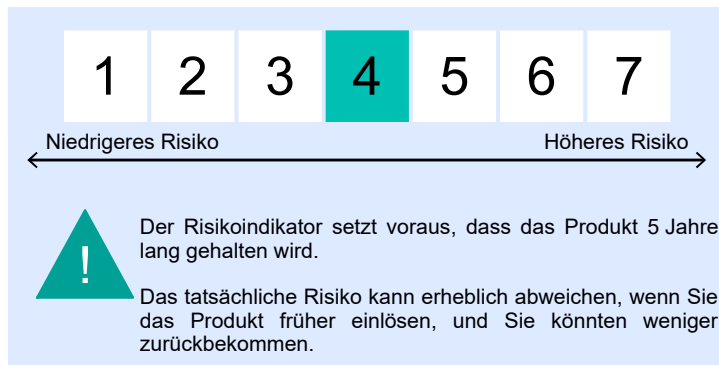 1 2 3 4 5 6 7
Niedrigeres Risiko Höheres Risiko
Der Risikoindikator setzt voraus, dass das Produkt 5 Jahre
lang gehalten wird.
!
Das tatsächliche Risiko kann erheblich abweichen, wenn Sie
das Produkt früher einlösen, und Sie könnten weniger
zurückbekommen.